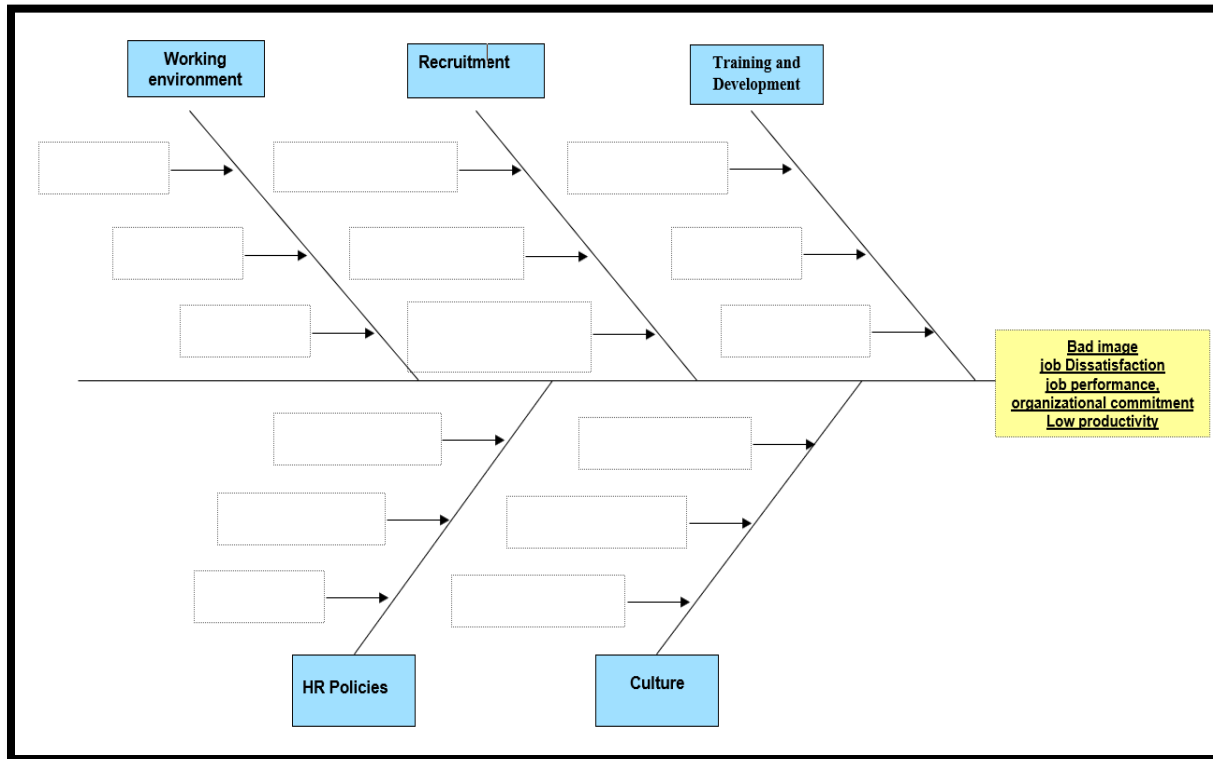 Working
environment
Recruitment
Training and
Development
Bad image
job Dissatisfaction
job performance,
organizational commitment
Low productivity
HR Policies
Culture